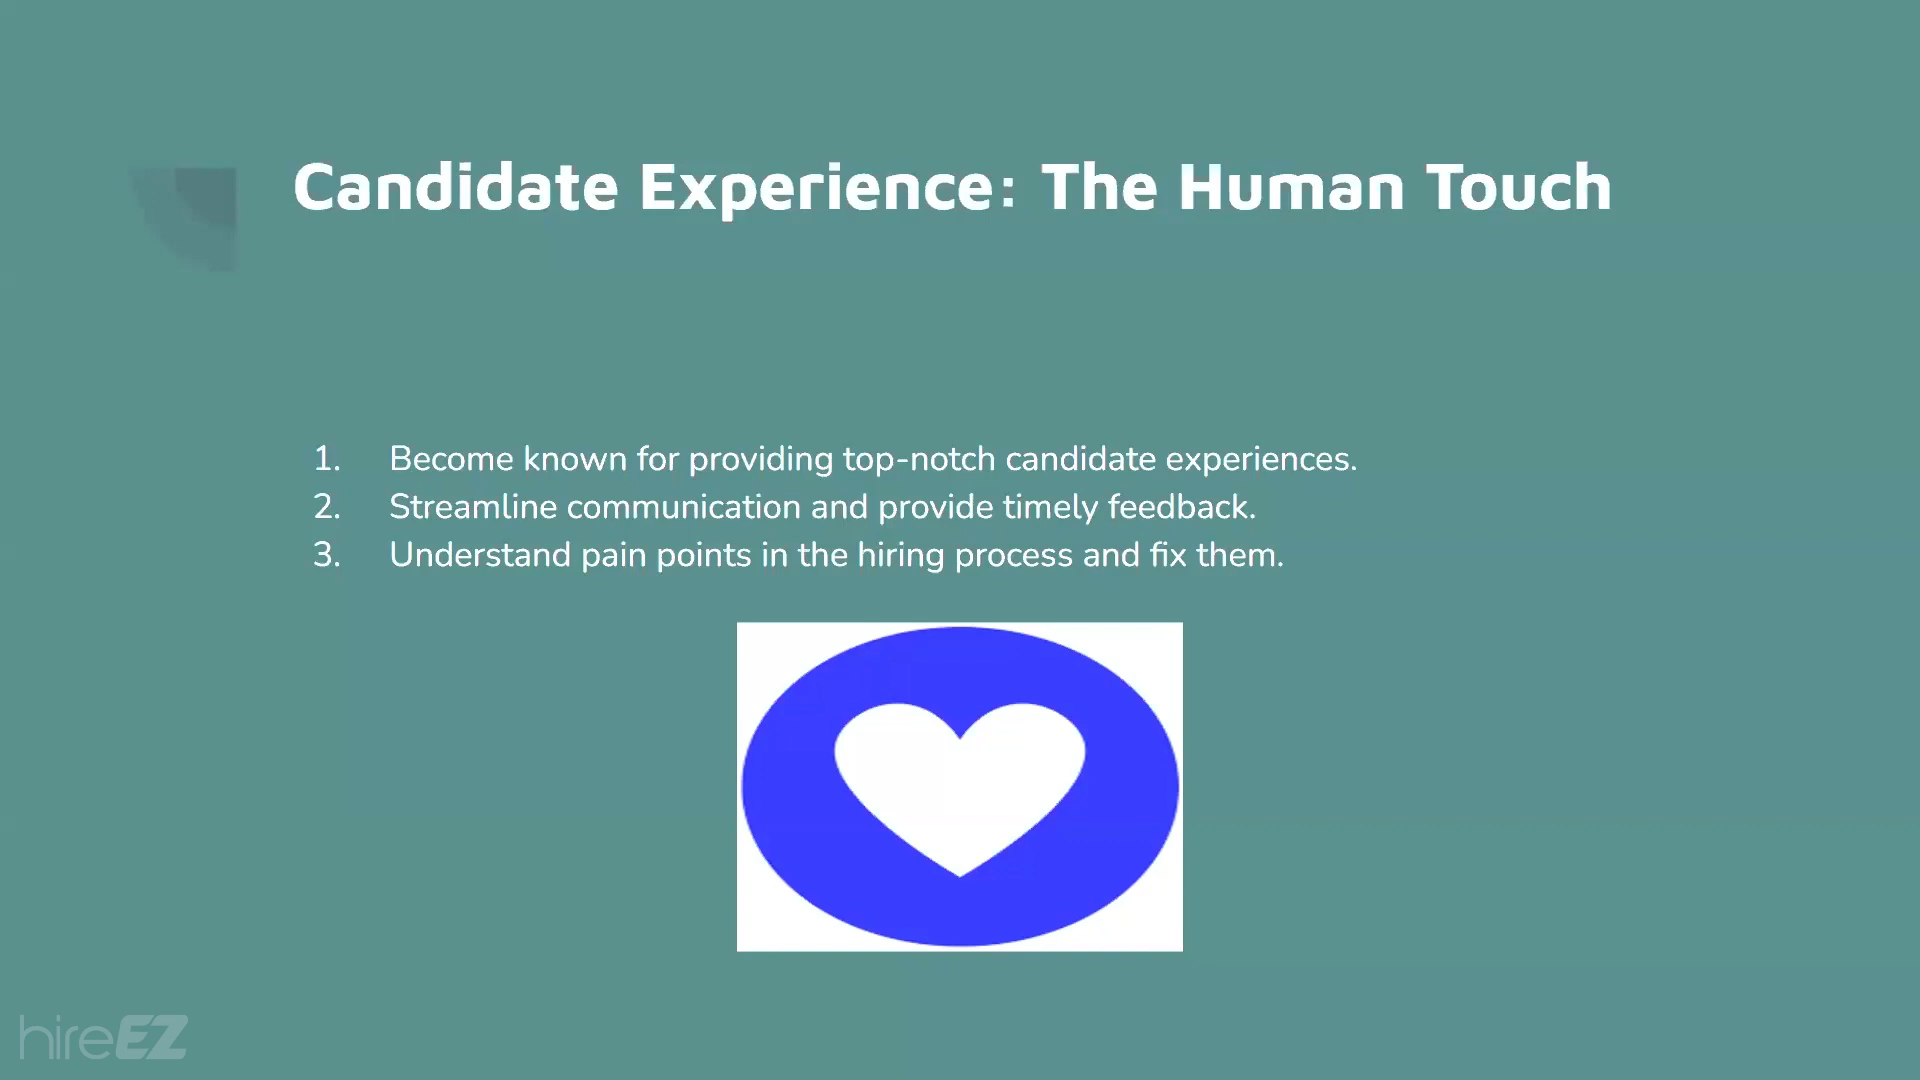 Candidate Experience: The Human Touch
1. Become known for providing top-notch candidate experiences.
2. Streamline communication and provide timely feedback.
3. Understand pain points in the hiring process and fix them.
hireEZ